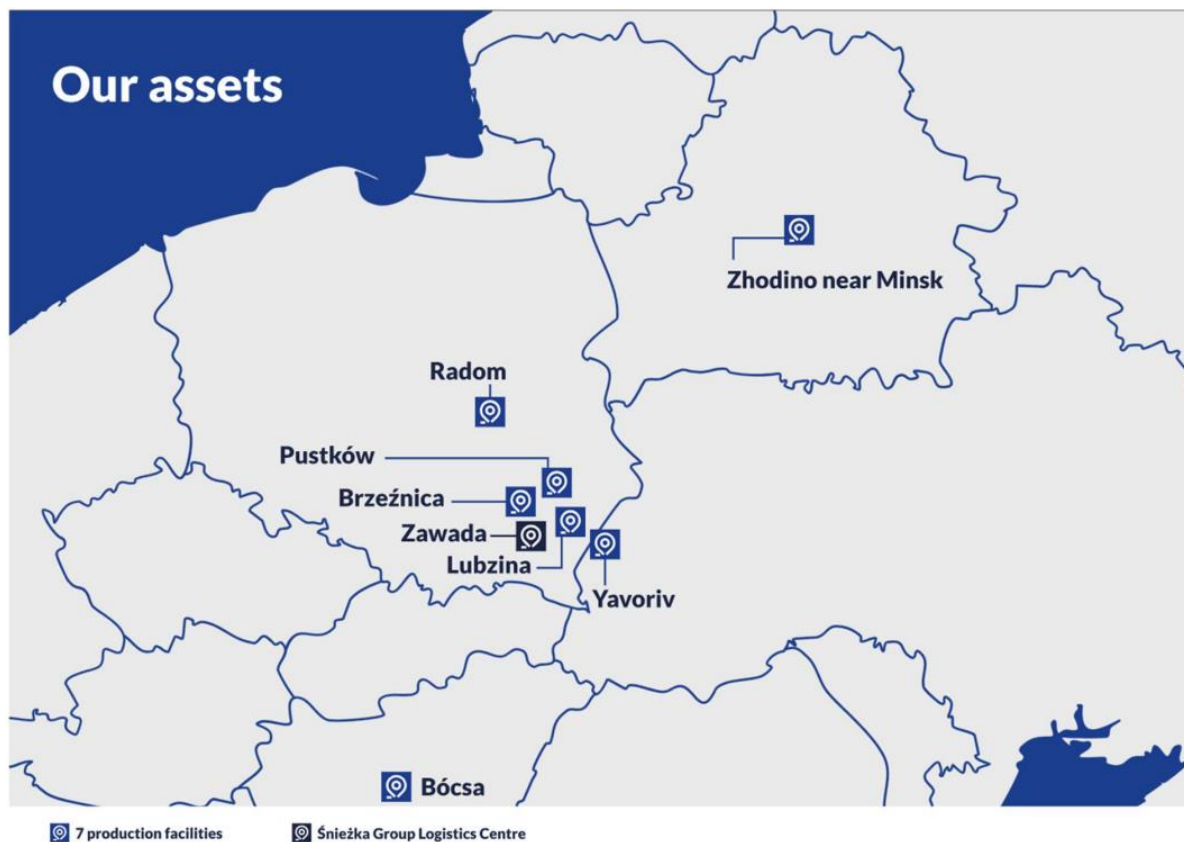 Our assets
Zhodino near Minsk
Radom
Pustków
Brzeźnica
Zawada
Lubzina
Yavoriv
Bócsa
7 production facilities
Śnieżka Group Logistics Centre